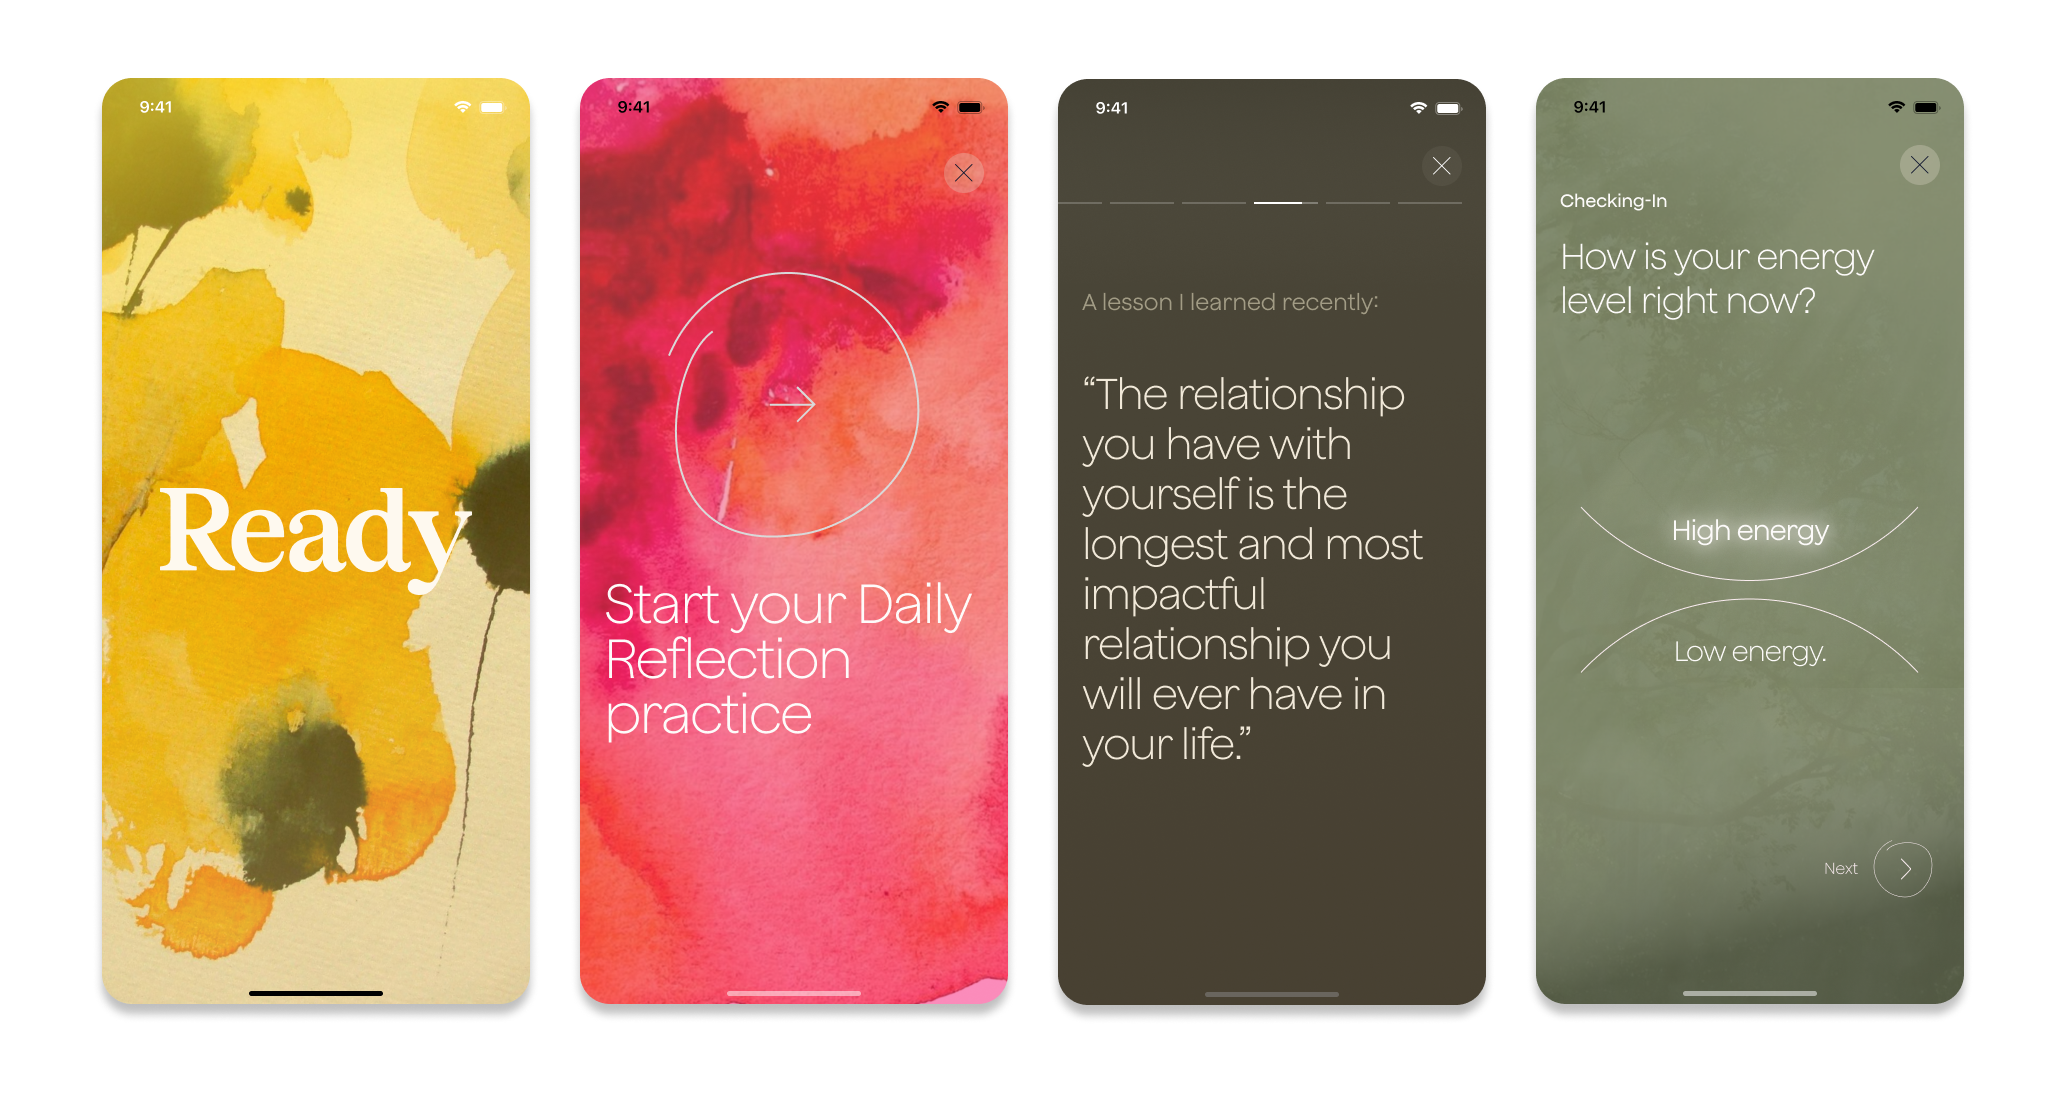 9:41
Ready
9:41
Start your Daily
Reflection
practice
9:41
A lesson I learned recently:
“The relationship
you have with
yourself is the
longest and most
impactful
relationship you
will ever have in
your life.”
9:41
Checking-In
How is your energy
level right now?
High energy
Low energy.
Next